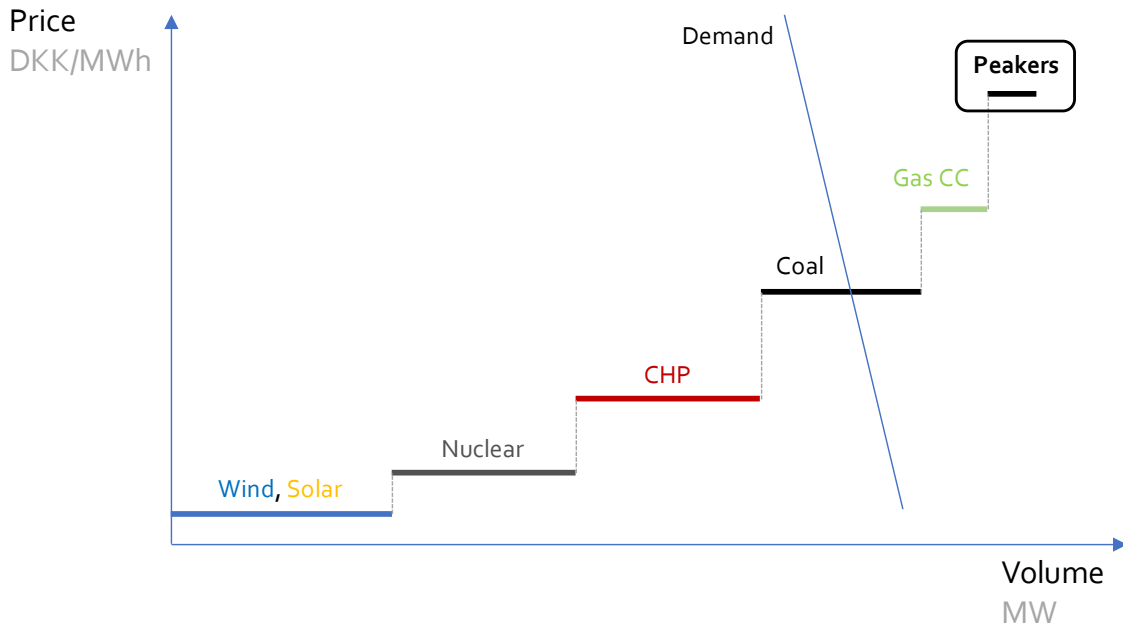 Price
DKK/MWh
Demand
Peakers
Gas CC
Coal
CHP
Nuclear
Wind, Solar
Volume
MW